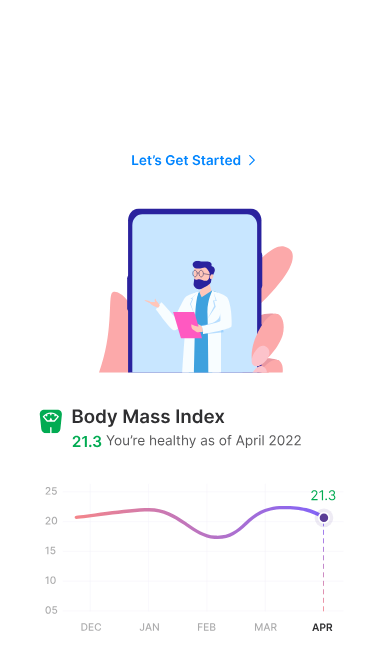 Let's Get Started
Body Mass Index
21.3 You're healthy as of April 2022
21.3
25
20
15
10
05
DEC JAN FEB MAR APR